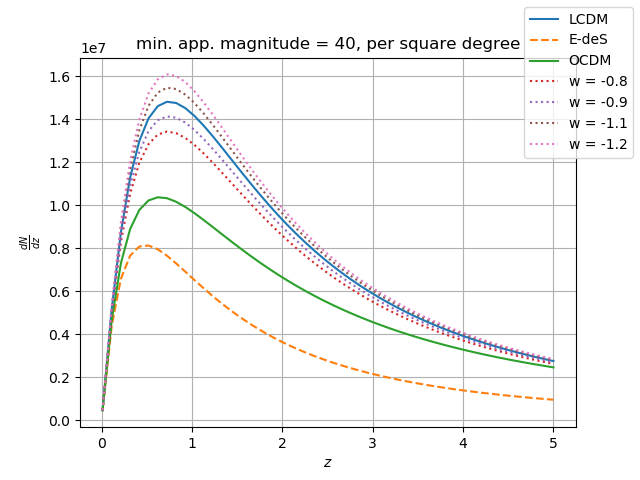 min. app. magnitude = 40, per square degree
1e7
LCDM
E-deS
OCDM
w = -0.8
w = -0.9
w = -1.1
w = -1.2
1.6
1.4
1.2
1.0
0.8
0.6
0.4
0.2
0.0
dN
dz
0 1 2 3 4 5
z